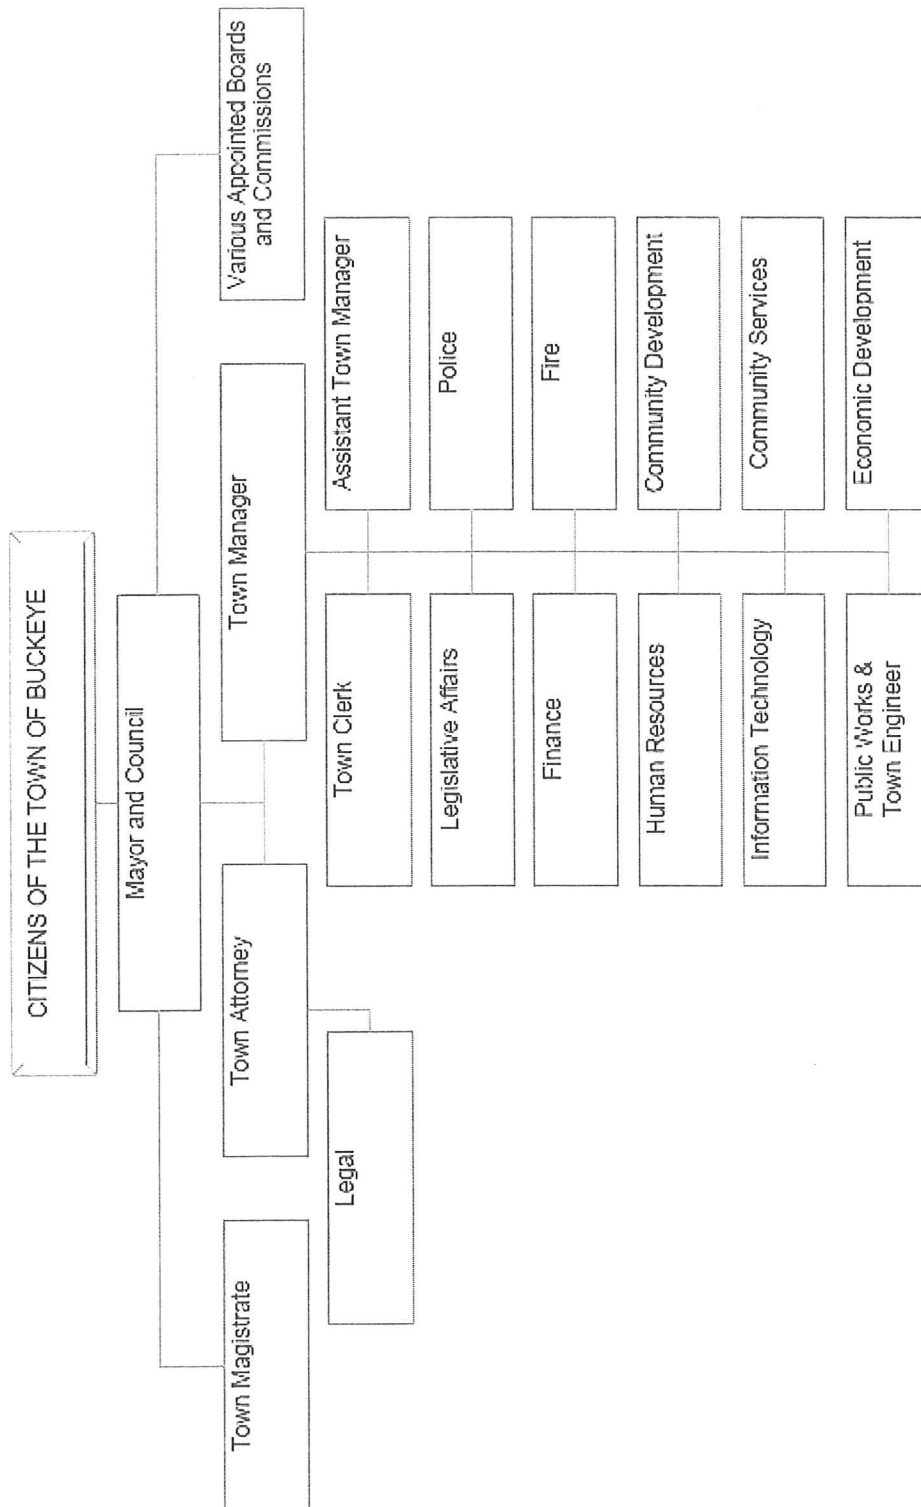 CITIZENS OF THE TOWN OF BUCKEYE
Mayor and Council
Town Magistrate
Town Attorney
Town Manager
Various Appointed Boards
and Commissions
Legal
Town Clerk
Assistant Town Manager
Legislative Affairs
Police
Finance
Fire
Human Resources
Community Development
Information Technology
Community Services
Public Works &
Town Engineer
Economic Development